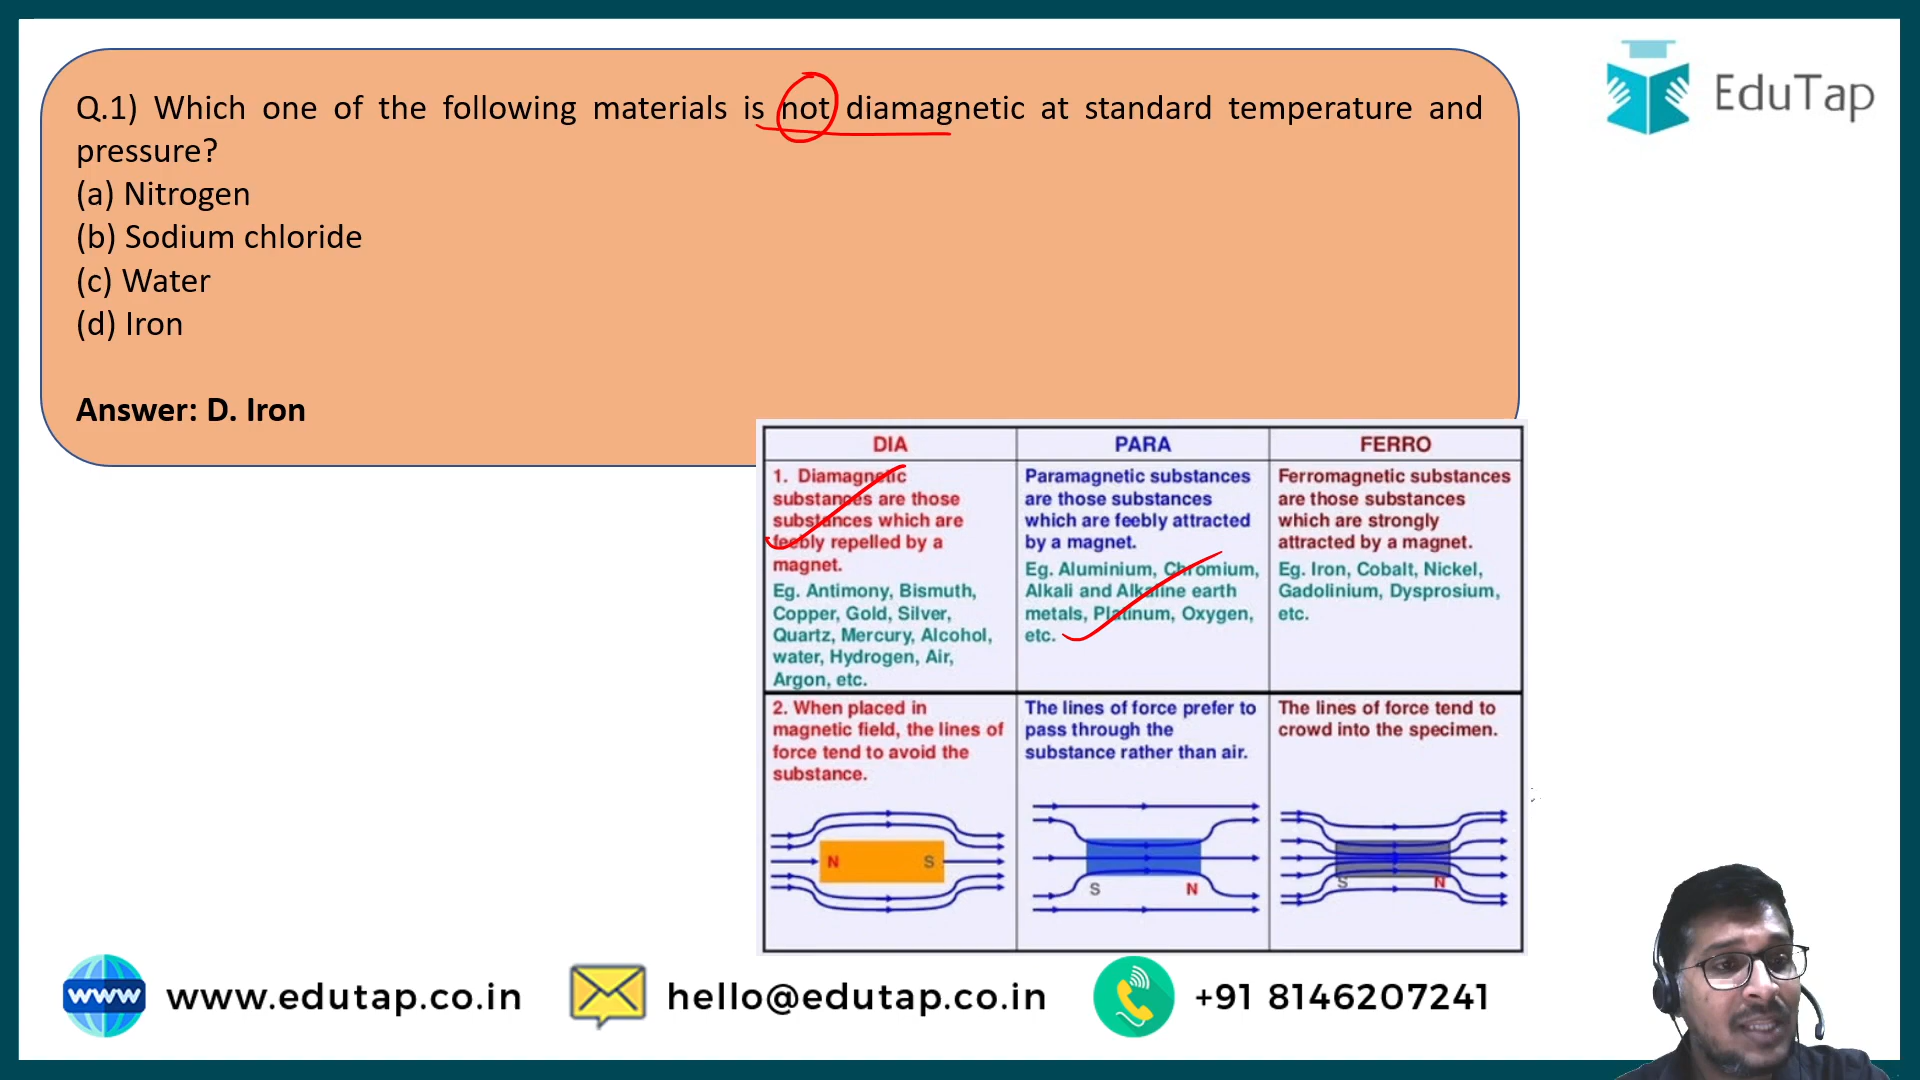 Q.1) Which one of the following materials is not diamagnetic at standard temperature and
pressure?
(a) Nitrogen
(b) Sodium chloride
(c) Water
(d) Iron
Answer: D. Iron
EduTap
DIA
PARA
FERRO
1. Diamagnetic
substances are those
substances which are
feebly repelled by a
magnet.
Eg. Antimony, Bismuth,
Copper, Gold, Silver,
Quartz, Mercury, Alcohol,
water, Hydrogen, Air,
Argon, etc.
Paramagnetic substances
are those substances
which are feebly attracted
by a magnet.
Eg. Aluminium, Chromium,
Alkali and Alkaline earth
metals, Platinum, Oxygen,
etc.
Ferromagnetic substances
are those substances
which are strongly
attracted by a magnet.
Eg. Iron, Cobalt, Nickel,
Gadolinium, Dysprosium,
etc.
2. When placed in
magnetic field, the lines of
force tend to avoid the
substance.
The lines of force prefer to
pass through the
substance rather than air.
The lines of force tend to
crowd into the specimen.
N S
S N
S N
www www.edutap.co.in
hello@edutap.co.in
+91 8146207241